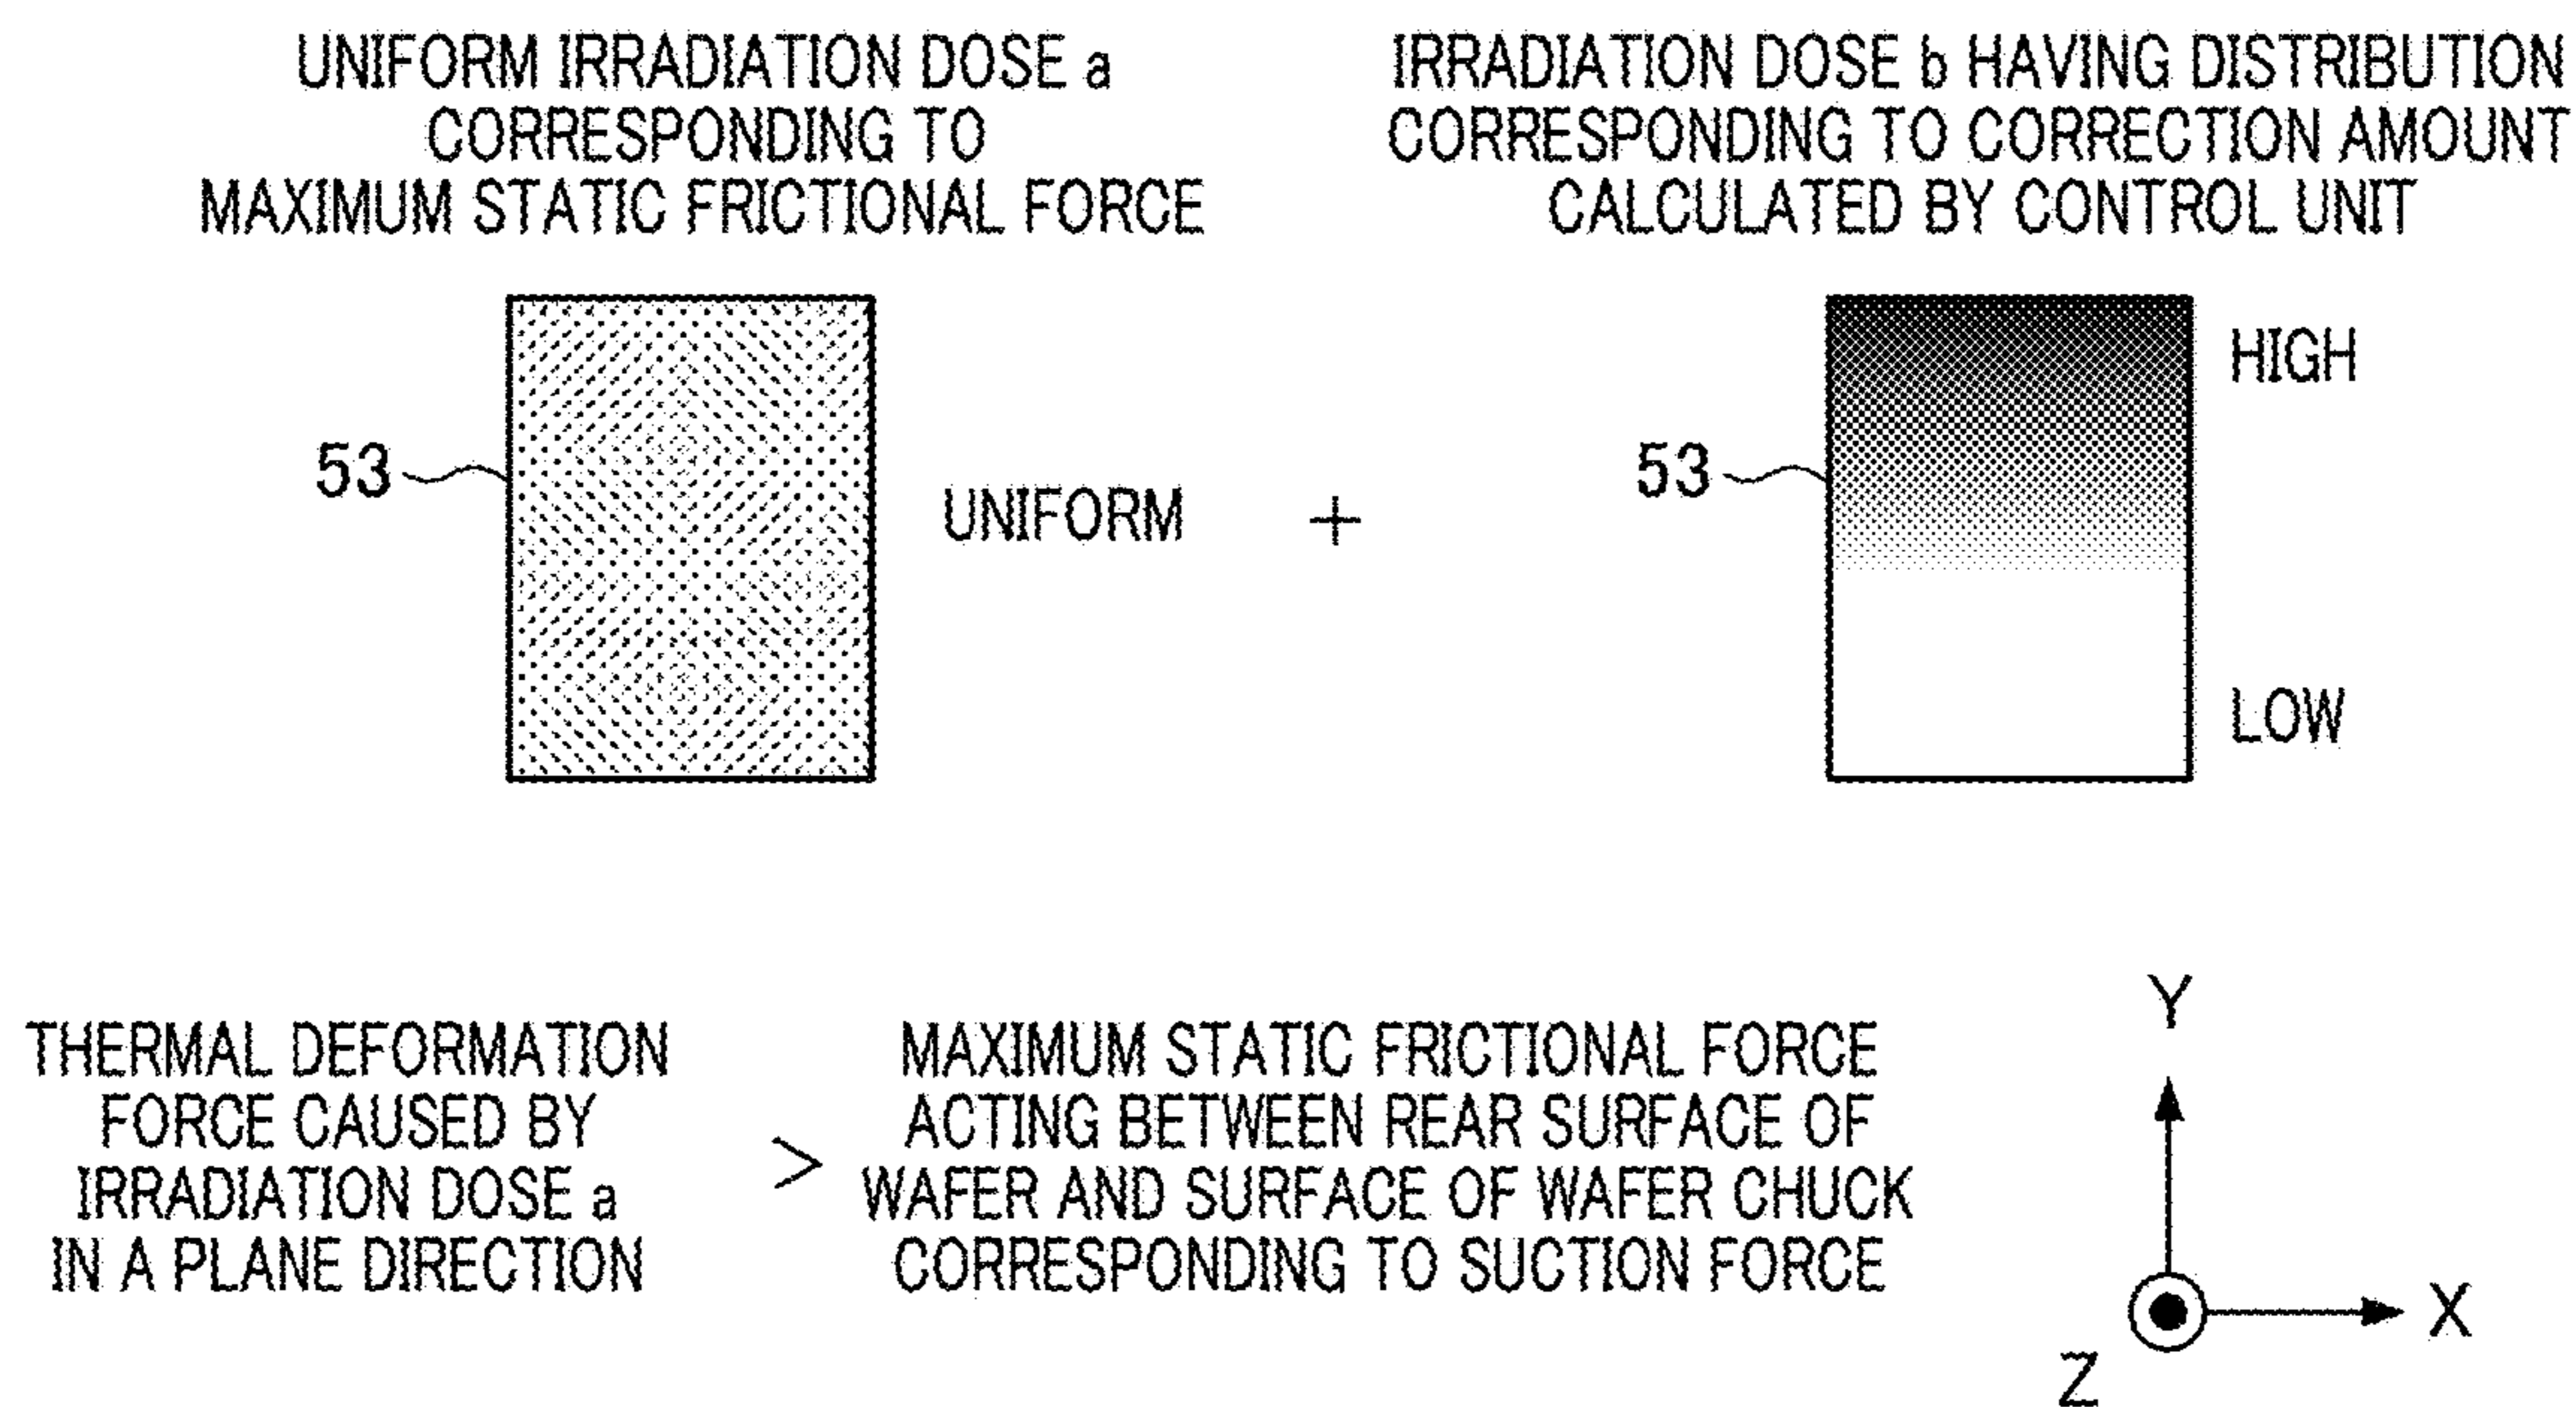 UNIFORM IRRADIATION DOSE a
CORRESPONDING TO
MAXIMUM STATIC FRICTIONAL FORCE
IRRADIATION DOSE b HAVING DISTRIBUTION
CORRESPONDING TO CORRECTION AMOUNT
CALCULATED BY CONTROL UNIT
53
UNIFORM
+
53
HIGH
LOW
THERMAL DEFORMATION
FORCE CAUSED BY
IRRADIATION DOSE a
IN A PLANE DIRECTION
>
MAXIMUM STATIC FRICTIONAL FORCE
ACTING BETWEEN REAR SURFACE OF
WAFER AND SURFACE OF WAFER CHUCK
CORRESPONDING TO SUCTION FORCE
Y
X
Z